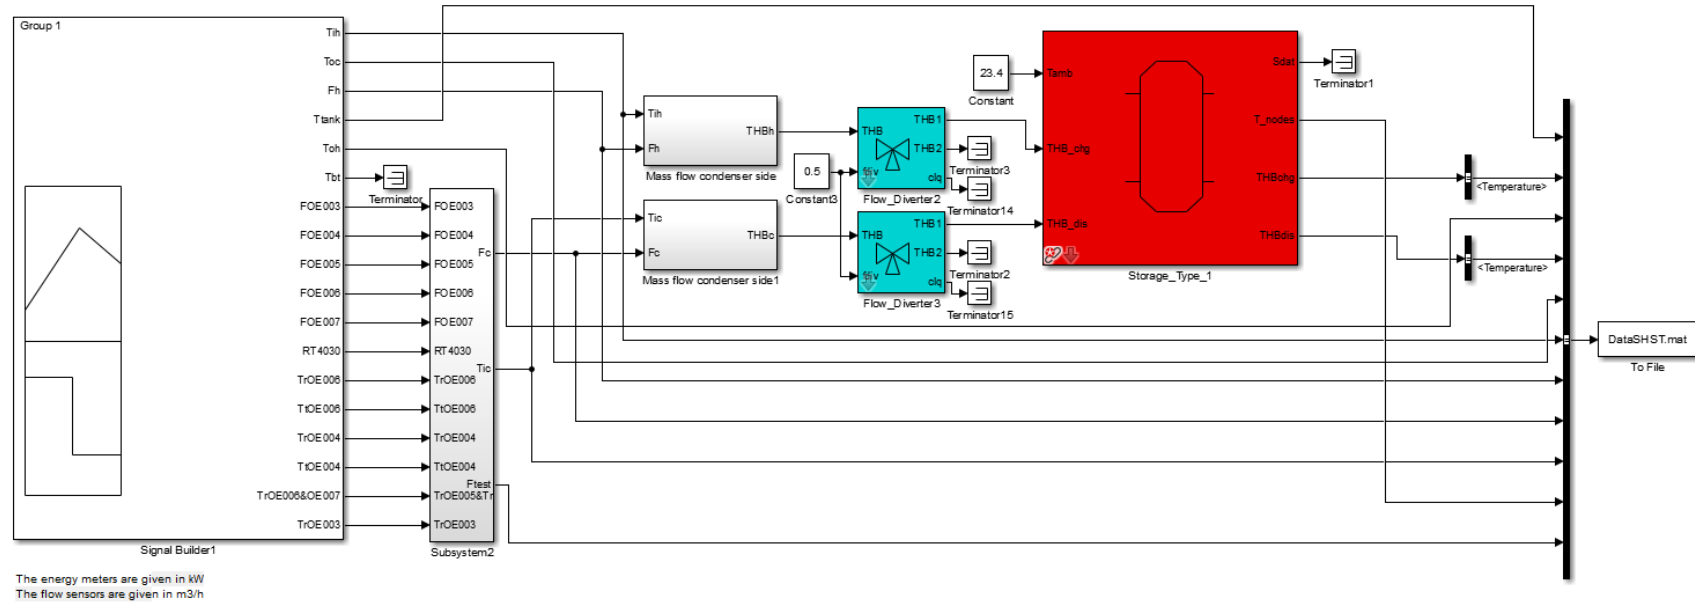 Group 1
Tih
Toc
Fh
Ttank
Toh
Tbt
FOE003
FOE004
FOE005
FOE006
FOE007
RT4030
TrOE006
TtOE006
TrOE004
TtOE004
TrOE006&OE007
TrOE003
Signal Builder1
Terminator
FOE003
FOE004
FOE005
FOE006
FOE007
RT4030
TrOE006
TtOE006
TrOE004
TtOE004
TrOE005&Tr
TrOE003
Fc
Tic
Ftest
Subsystem2
Tih
Fh
THBh
Mass flow condenser side
Tic
Fc
THBc
Mass flow condenser side1
0.5
Constant3
THB
THB1
THB2
clq
Flow_Diverter2
Terminator3
Terminator14
THB
THB1
THB2
clq
Flow_Diverter3
Terminator2
Terminator15
23.4
Constant
Tamb
THB_chg
THB_dis
Sdat
T_nodes
THBchg
THBdis
Storage_Type_1
Terminator1
<Temperature>
<Temperature>
DataSHST.mat
To File
The energy meters are given in kW
The flow sensors are given in m3/h